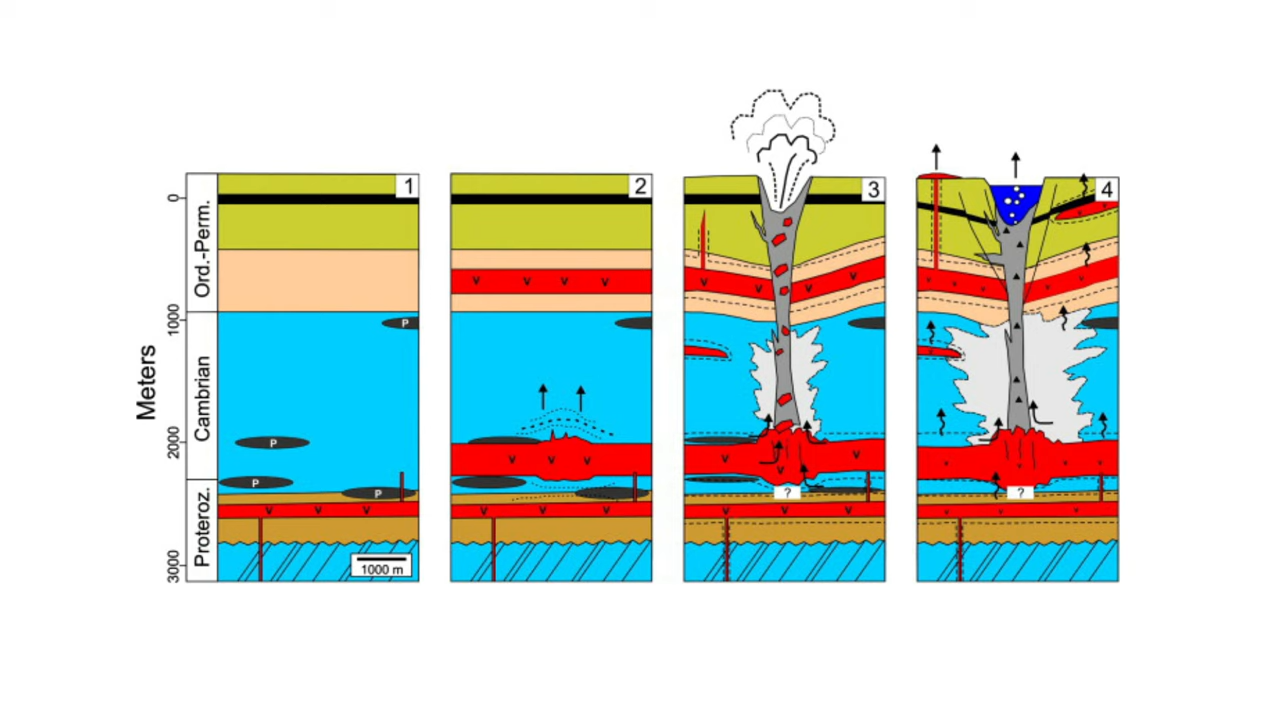 1
2
3
4
0
Ord.-Perm.
P
V V V V
V V V
V V V
1000
Meters
Cambrian
P
2000
V V V
V V
V
P
P
?
?
Proteroz.
V V V
V V V
V V V
3000
1000 m